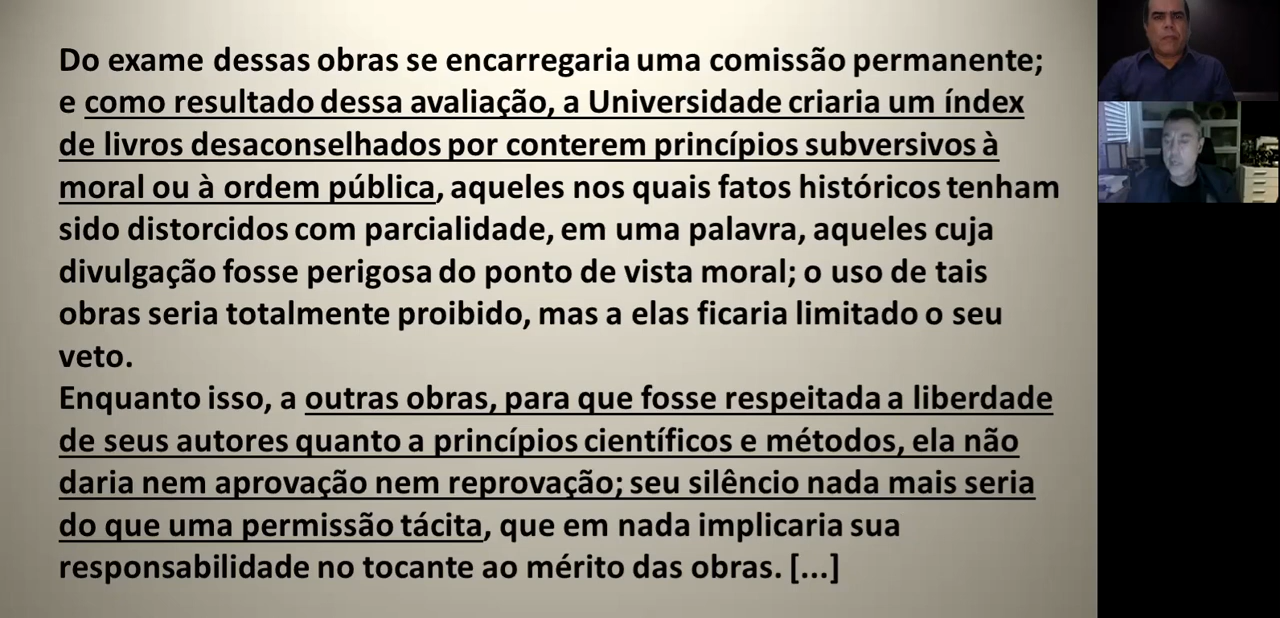 Do exame dessas obras se encarregaria uma comissão permanente;
e como resultado dessa avaliação, a Universidade criaria um índex
de livros desaconselhados por conterem princípios subversivos à
moral ou à ordem pública, aqueles nos quais fatos históricos tenham
sido distorcidos com parcialidade, em uma palavra, aqueles cuja
divulgação fosse perigosa do ponto de vista moral; o uso de tais
obras seria totalmente proibido, mas a elas ficaria limitado o seu
veto.
Enquanto isso, a outras obras, para que fosse respeitada a liberdade
de seus autores quanto a princípios científicos e métodos, ela não
daria nem aprovação nem reprovação; seu silêncio nada mais seria
do que uma permissão tácita, que em nada implicaria sua
responsabilidade no tocante ao mérito das obras. [...]